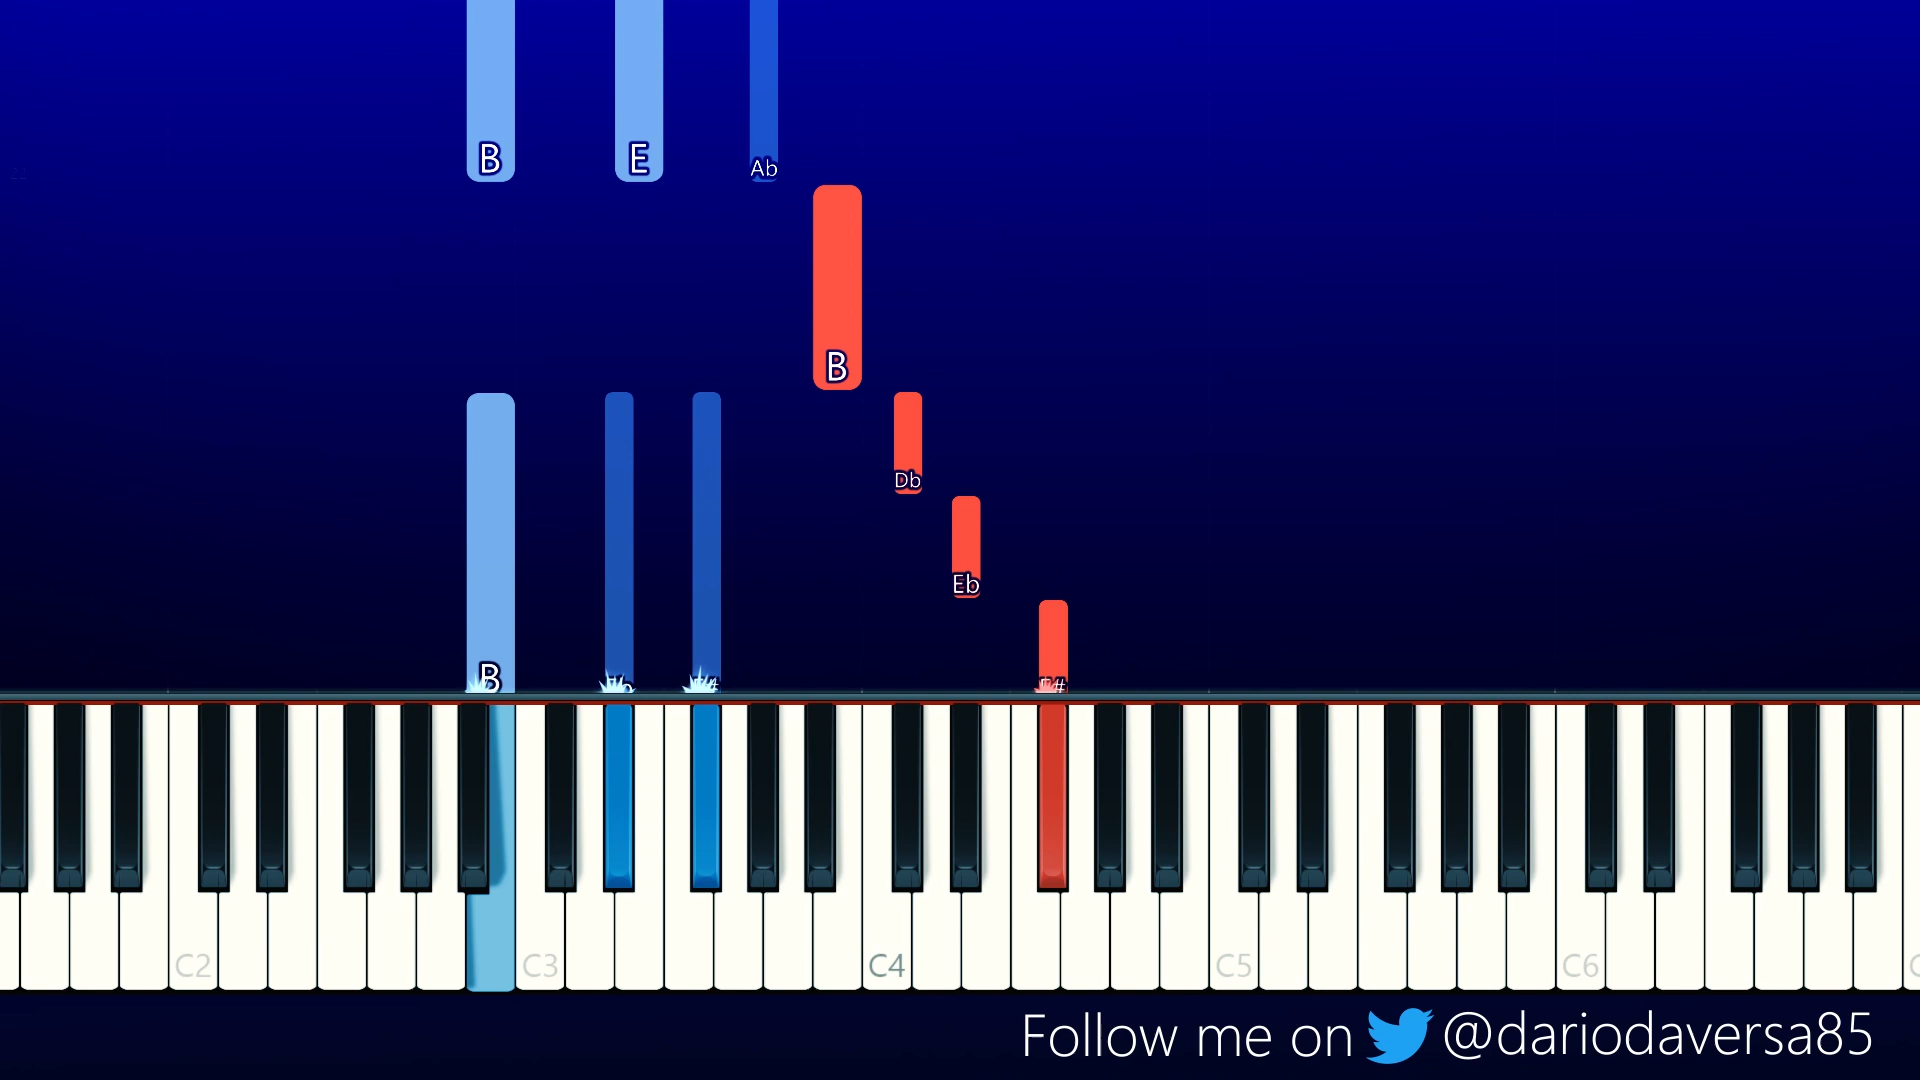 B E Ab
B
Db
Eb
B F#
C2 C3 C4 C5 C6
Follow me on @dariodaversa85